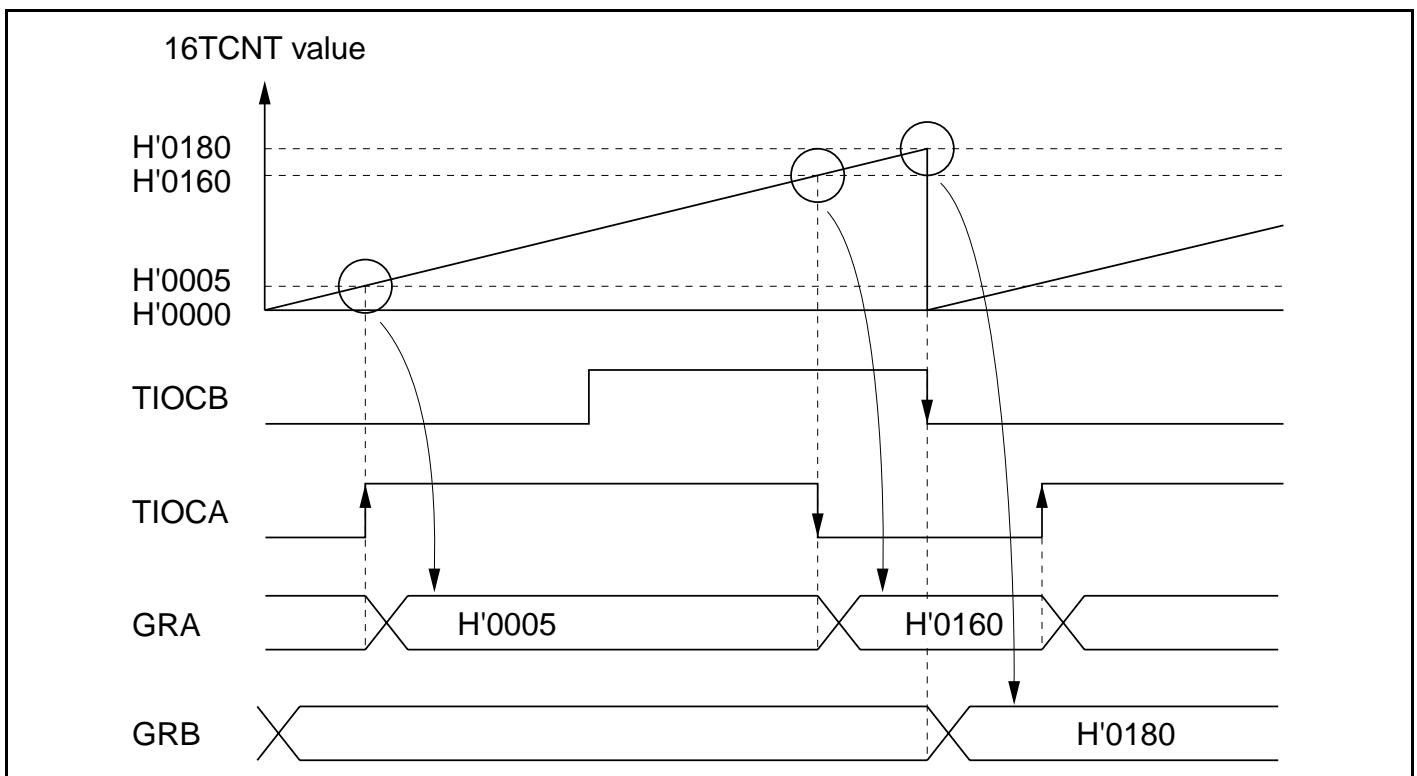 16TCNT value
H'0180
H'0160
H'0005
H'0000
TIOCB
TIOCA
GRA
H'0005
H'0160
GRB
H'0180